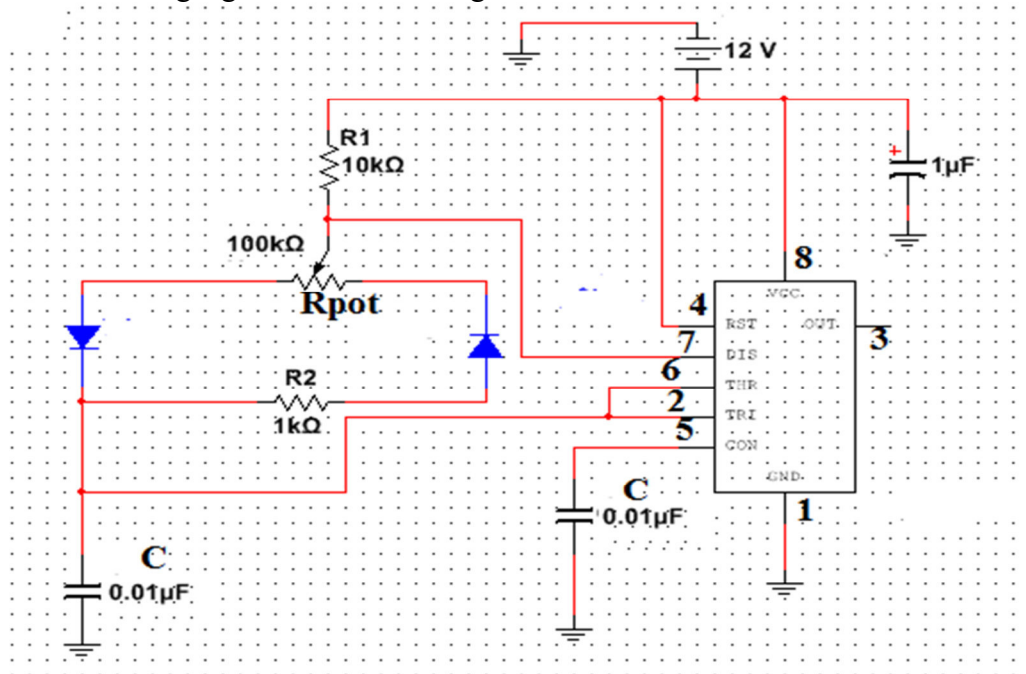 12 V
R1
10kΩ
1µF
100kΩ
Rpot
8
VCC
4
RST
OUT
3
7
DIS
6
THR
R2
1kΩ
2
TRI
5
CON
GND
C
0.01µF
1
C
0.01µF